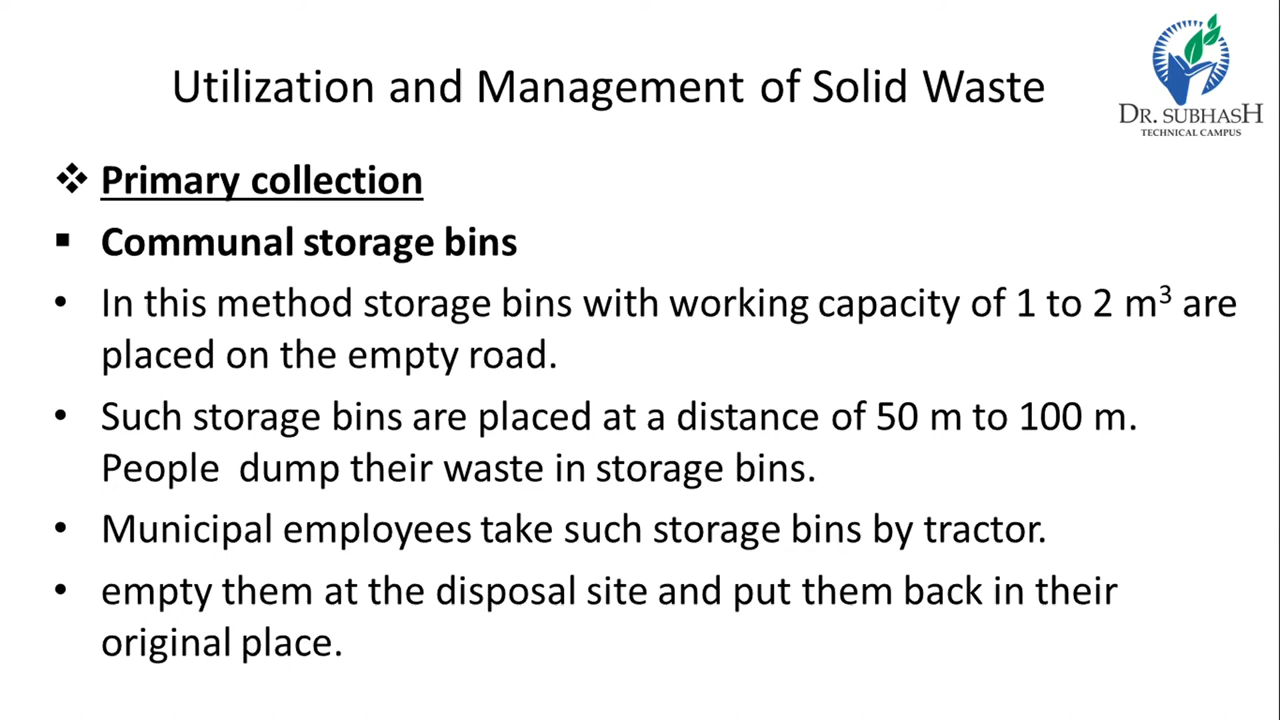 Utilization and Management of Solid Waste
DR. SUBHASH
TECHNICAL CAMPUS
❖ Primary collection
▪ Communal storage bins
• In this method storage bins with working capacity of 1 to 2 m³ are
placed on the empty road.
• Such storage bins are placed at a distance of 50 m to 100 m.
People  dump their waste in storage bins.
• Municipal employees take such storage bins by tractor.
• empty them at the disposal site and put them back in their
original place.